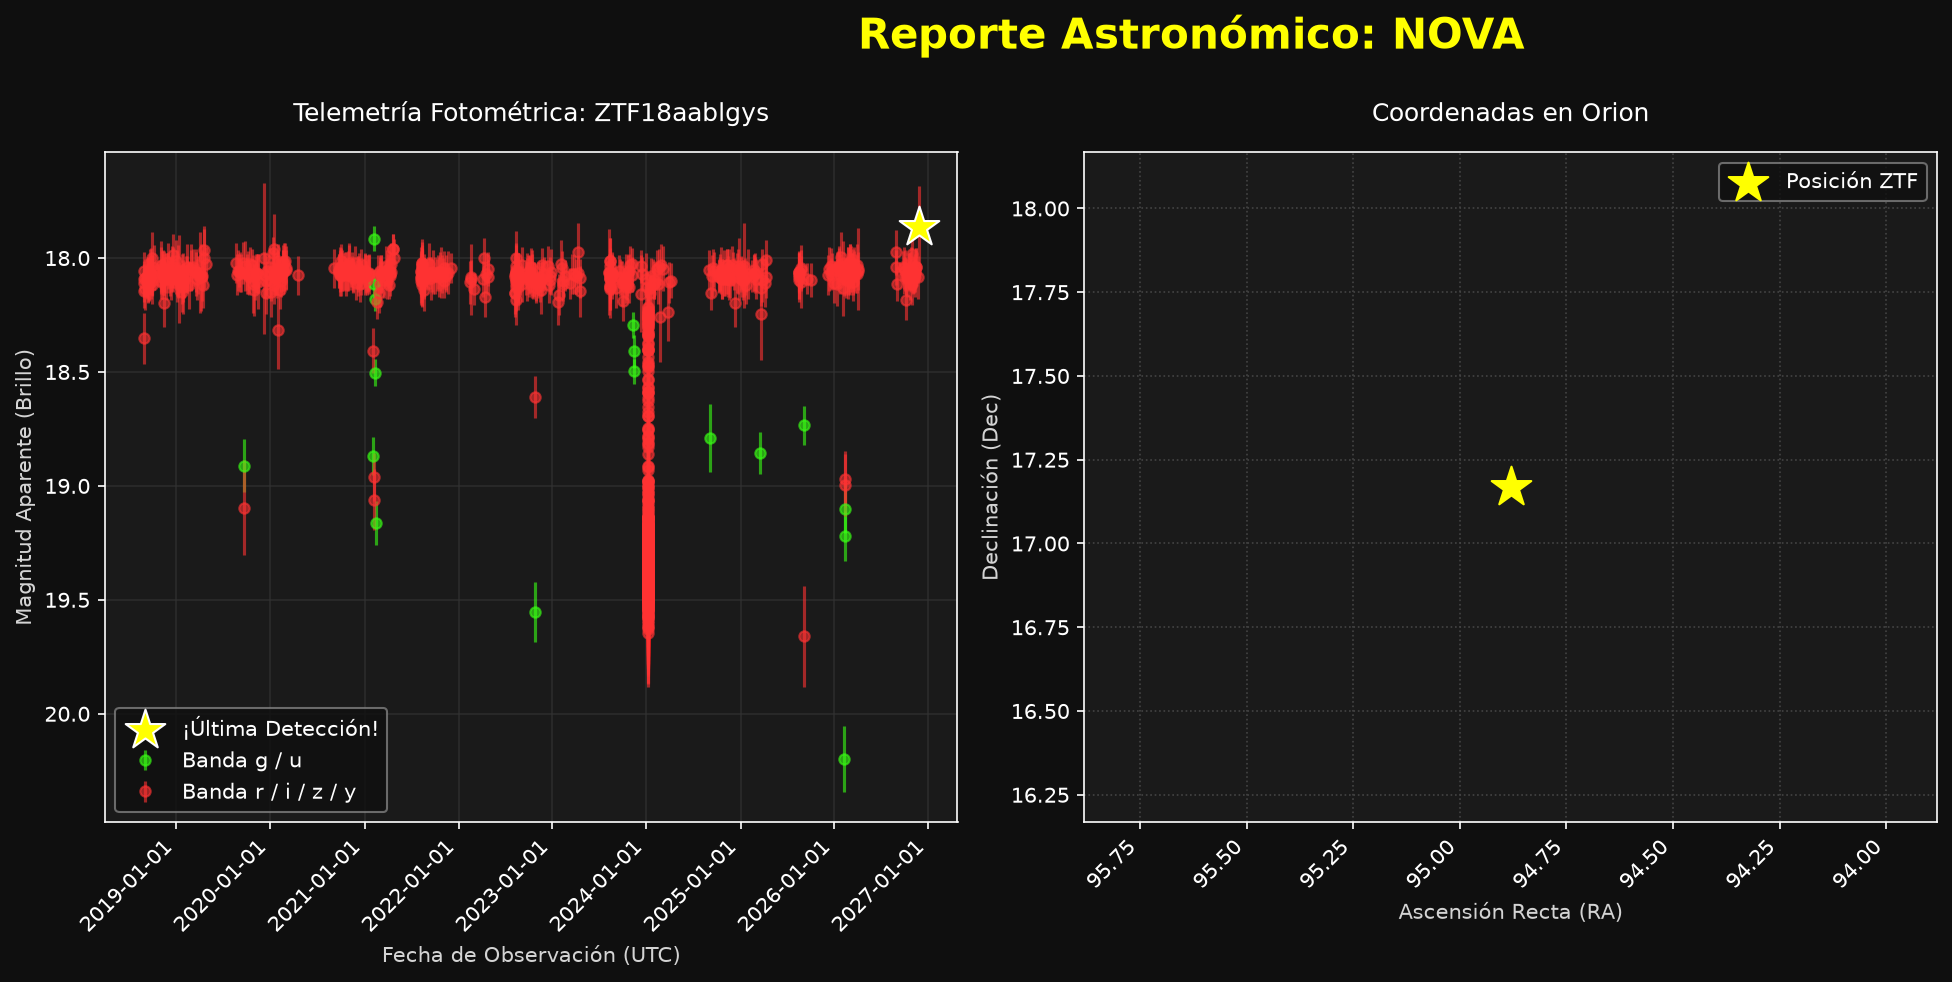 Reporte Astronómico: NOVA
Telemetría Fotométrica: ZTF18aablgys
Magnitud Aparente (Brillo)
18.0
18.5
19.0
19.5
20.0
¡Última Detección!
Banda g / u
Banda r / i / z / y
2019-01-01
2020-01-01
2021-01-01
2022-01-01
2023-01-01
2024-01-01
2025-01-01
2026-01-01
2027-01-01
Fecha de Observación (UTC)
Coordenadas en Orion
Posición ZTF
Declinación (Dec)
18.00
17.75
17.50
17.25
17.00
16.75
16.50
16.25
95.75
95.50
95.25
95.00
94.75
94.50
94.25
94.00
Ascensión Recta (RA)